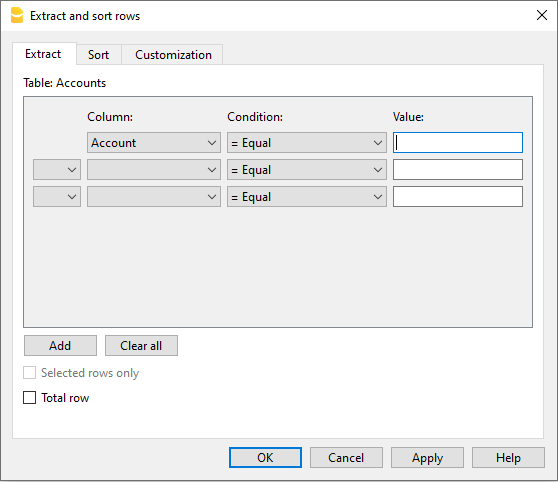 Extract and sort rows
Extract Sort Customization
Table: Accounts
Column: Condition: Value:
Account = Equal
= Equal
= Equal
Add Clear all
Selected rows only
Total row
OK Cancel Apply Help